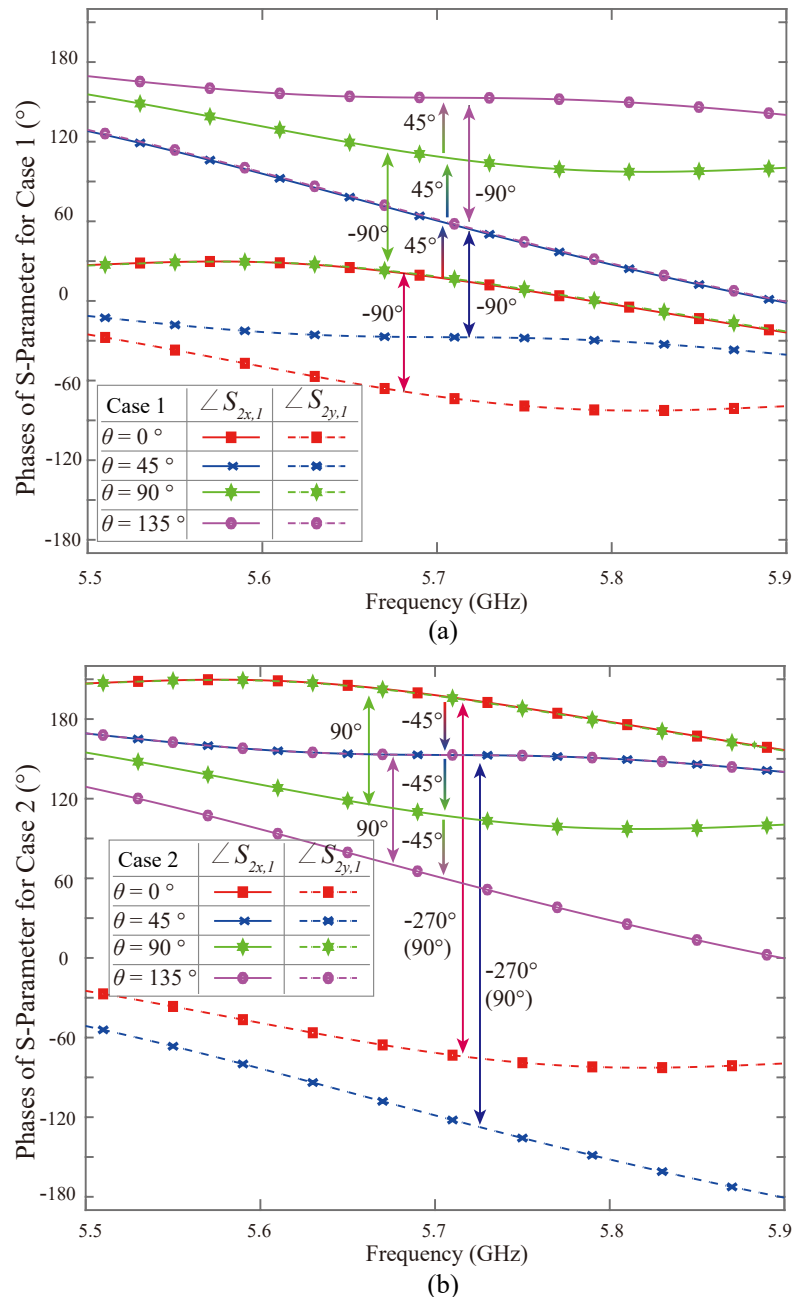 Phases of S-Parameter for Case 1 (°)
180
120
60
0
-60
-120
-180
45°
45°
-90°
-90°
45°
-90°
-90°
Case 1 ∠S2x,1 ∠S2y,1
θ = 0 °
θ = 45 °
θ = 90 °
θ = 135 °
5.5 5.6 5.7 5.8 5.9
Frequency (GHz)
(a)
Phases of S-Parameter for Case 2 (°)
180
120
60
0
-60
-120
-180
90°
-45°
-45°
90°
-45°
-270°
(90°)
-270°
(90°)
Case 2 ∠S2x,1 ∠S2y,1
θ = 0 °
θ = 45 °
θ = 90 °
θ = 135 °
5.5 5.6 5.7 5.8 5.9
Frequency (GHz)
(b)